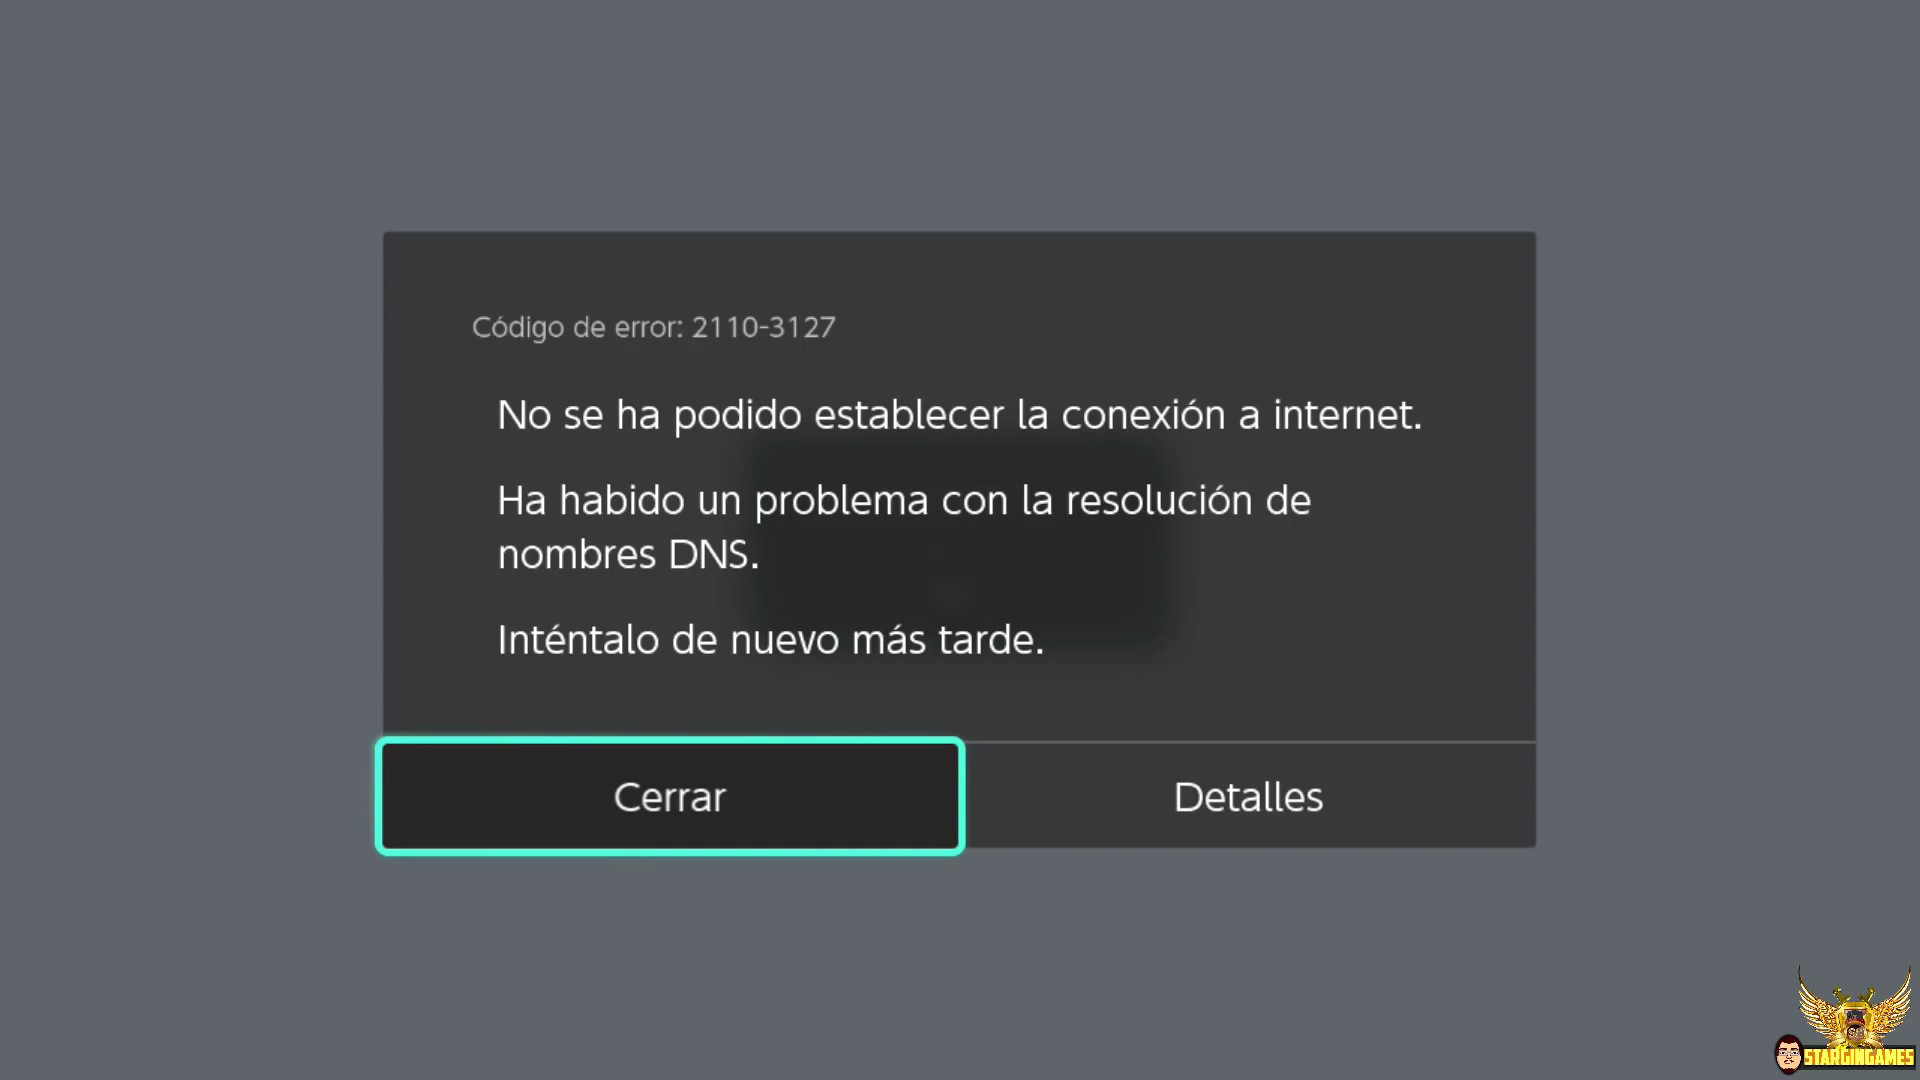 Código de error: 2110-3127
No se ha podido establecer la conexión a internet.
Ha habido un problema con la resolución de
nombres DNS.
Inténtalo de nuevo más tarde.
Cerrar
Detalles
STARGINGAMES